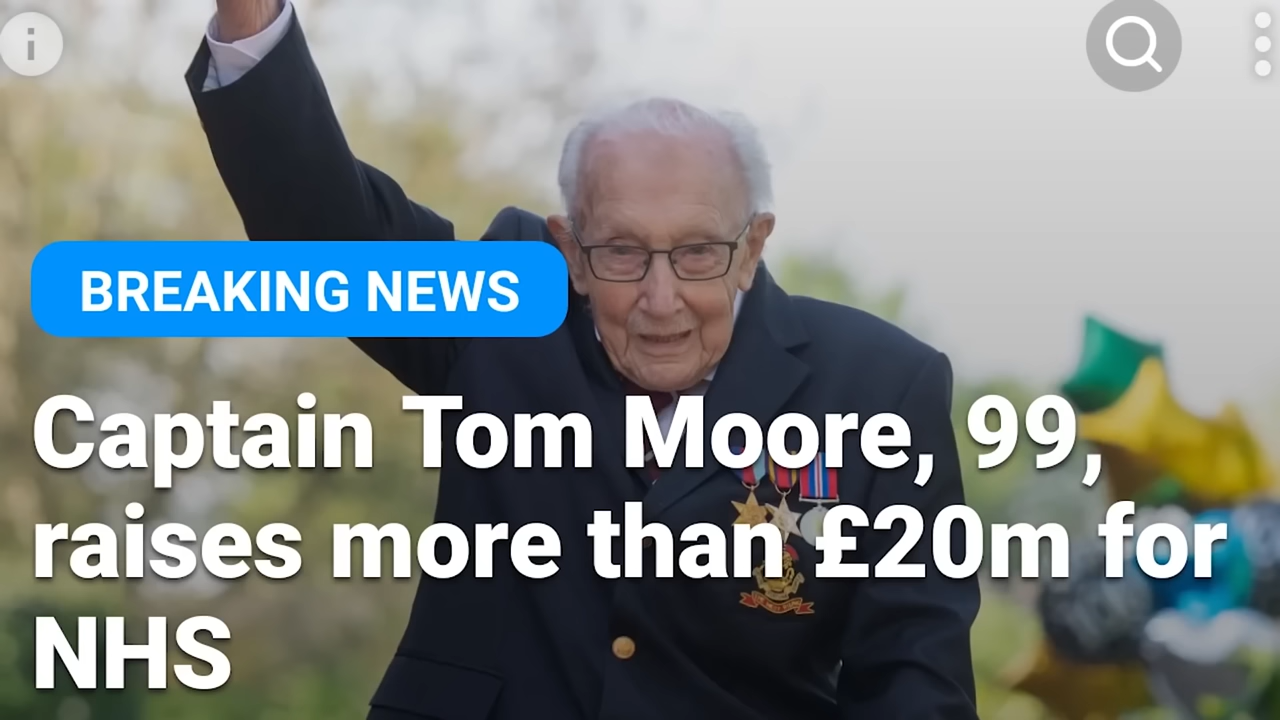 BREAKING NEWS
Captain Tom Moore, 99,
raises more than £20m for
NHS